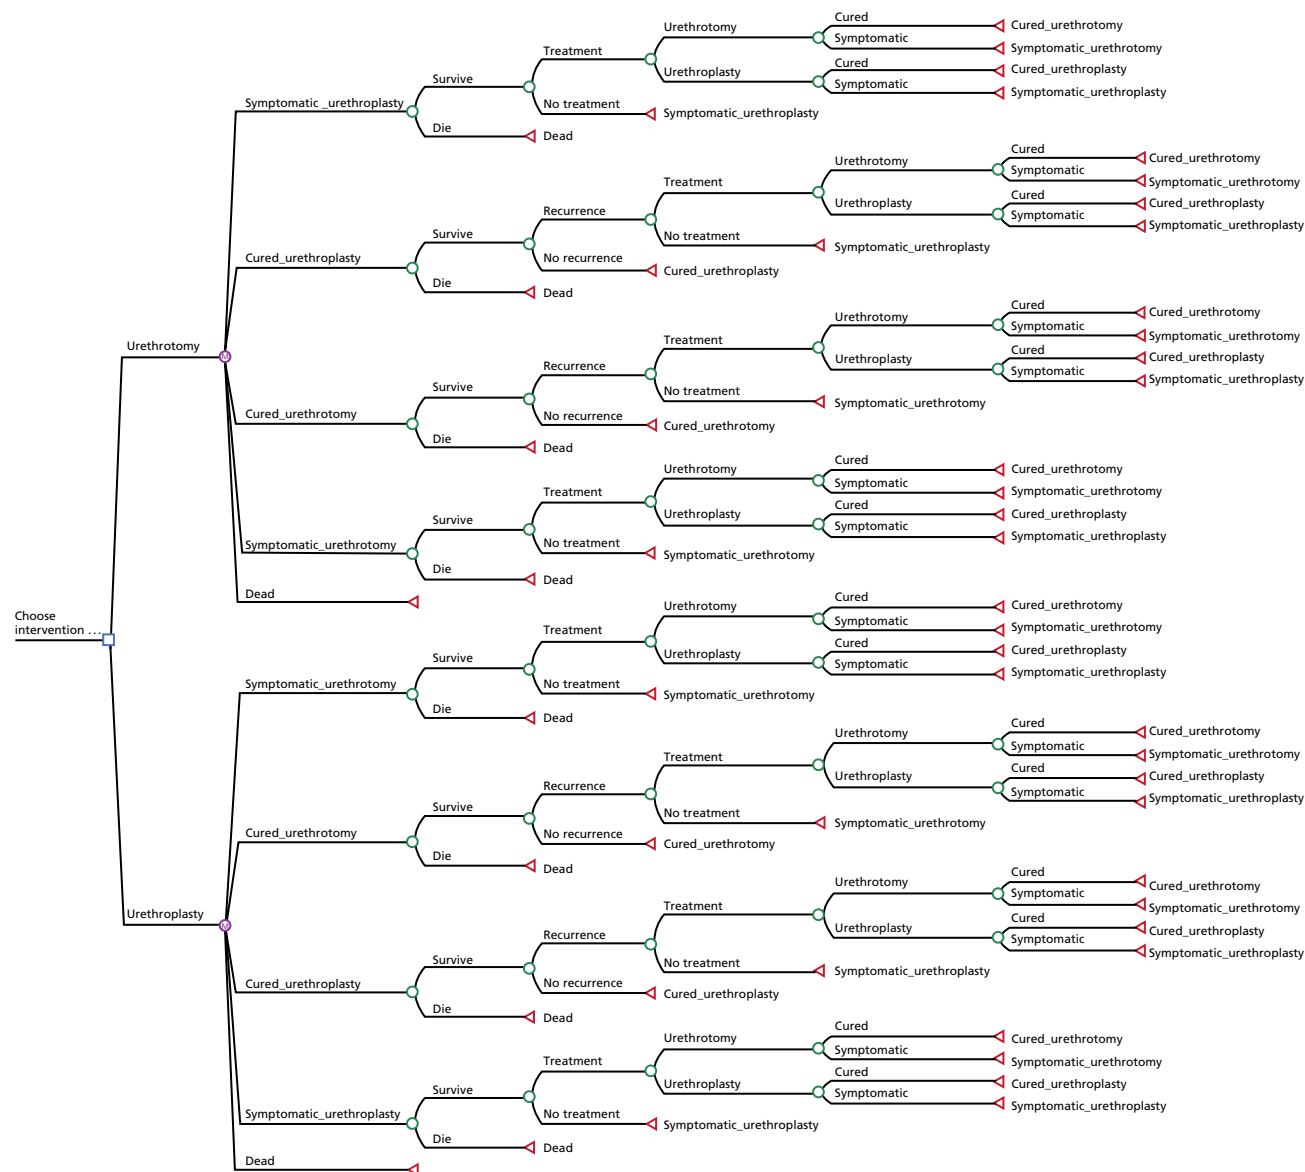 Cured
Urethrotomy
Cured_urethrotomy
Symptomatic
Symptomatic_urethrotomy
Treatment
Cured
Urethroplasty
Cured_urethroplasty
Survive
Symptomatic
Symptomatic_urethroplasty
Symptomatic _urethroplasty
No treatment
Symptomatic_urethroplasty
Die
Dead
Cured
Urethrotomy
Cured_urethrotomy
Symptomatic
Treatment
Symptomatic_urethrotomy
Cured
Urethroplasty
Cured_urethroplasty
Recurrence
Symptomatic
Symptomatic_urethroplasty
Survive
No treatment
Symptomatic_urethroplasty
Cured_urethroplasty
No recurrence
Cured_urethroplasty
Die
Dead
Cured
Urethrotomy
Cured_urethrotomy
Symptomatic
Symptomatic_urethrotomy
Treatment
Cured
Urethroplasty
Cured_urethroplasty
Recurrence
Symptomatic
Symptomatic_urethroplasty
Urethrotomy
M
Survive
No treatment
Symptomatic_urethrotomy
Cured_urethrotomy
No recurrence
Cured_urethrotomy
Die
Dead
Cured
Urethrotomy
Cured_urethrotomy
Symptomatic
Symptomatic_urethrotomy
Treatment
Cured
Urethroplasty
Cured_urethroplasty
Survive
Symptomatic
Symptomatic_urethroplasty
Symptomatic_urethrotomy
No treatment
Symptomatic_urethrotomy
Die
Dead
Dead
Choose
intervention ...
Cured
Urethrotomy
Cured_urethrotomy
Symptomatic
Symptomatic_urethrotomy
Treatment
Cured
Urethroplasty
Cured_urethroplasty
Survive
Symptomatic
Symptomatic_urethroplasty
Symptomatic_urethrotomy
No treatment
Symptomatic_urethrotomy
Die
Dead
Cured
Urethrotomy
Cured_urethrotomy
Symptomatic
Symptomatic_urethrotomy
Treatment
Cured
Urethroplasty
Cured_urethroplasty
Recurrence
Symptomatic
Symptomatic_urethroplasty
Survive
No treatment
Symptomatic_urethrotomy
Cured_urethrotomy
No recurrence
Cured_urethrotomy
Die
Dead
Cured
Urethrotomy
Cured_urethrotomy
Symptomatic
Symptomatic_urethrotomy
Treatment
Cured
Urethroplasty
Cured_urethroplasty
Urethroplasty
M
Recurrence
Symptomatic
Symptomatic_urethroplasty
Survive
No treatment
Symptomatic_urethroplasty
Cured_urethroplasty
No recurrence
Cured_urethroplasty
Die
Dead
Cured
Urethrotomy
Cured_urethrotomy
Symptomatic
Symptomatic_urethrotomy
Treatment
Cured
Urethroplasty
Cured_urethroplasty
Survive
Symptomatic
Symptomatic_urethroplasty
Symptomatic_urethroplasty
No treatment
Symptomatic_urethroplasty
Die
Dead
Dead